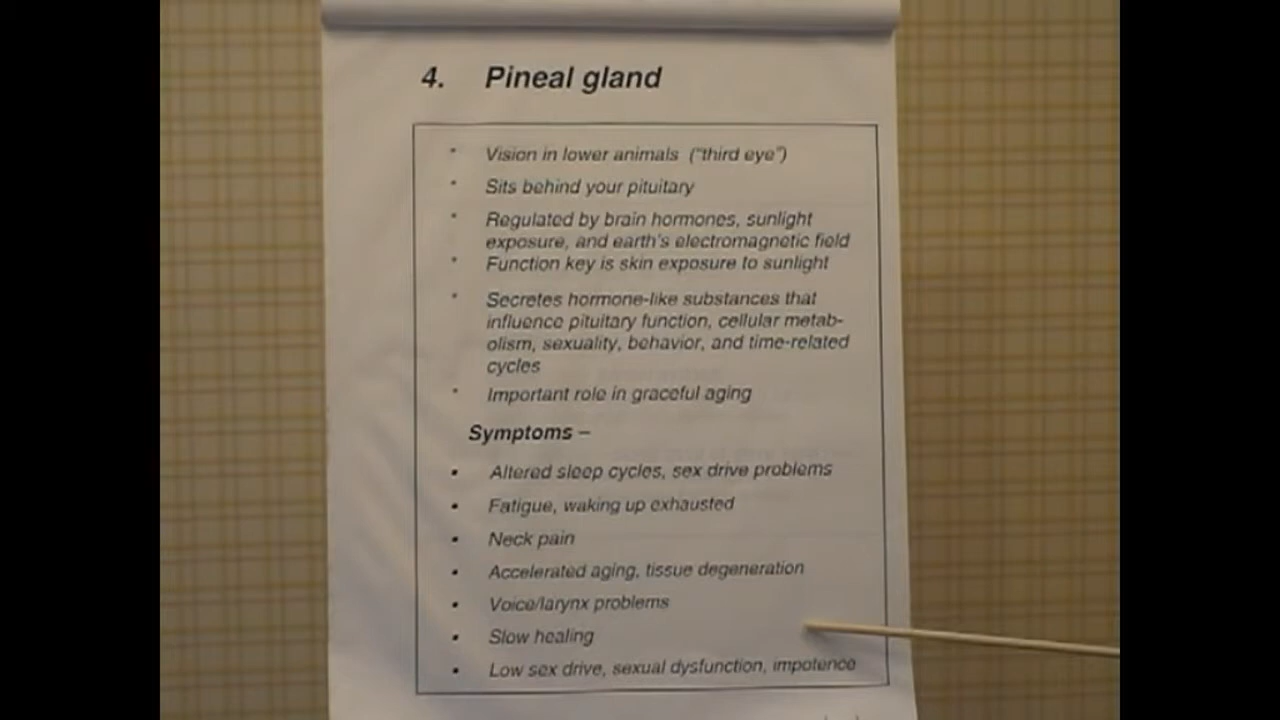 4. Pineal gland
* Vision in lower animals ("third eye")
* Sits behind your pituitary
* Regulated by brain hormones, sunlight
exposure, and earth's electromagnetic field
* Function key is skin exposure to sunlight
* Secretes hormone-like substances that
influence pituitary function, cellular metab-
olism, sexuality, behavior, and time-related
cycles
* Important role in graceful aging
Symptoms –
• Altered sleep cycles, sex drive problems
• Fatigue, waking up exhausted
• Neck pain
• Accelerated aging, tissue degeneration
• Voice/larynx problems
• Slow healing
• Low sex drive, sexual dysfunction, impotence